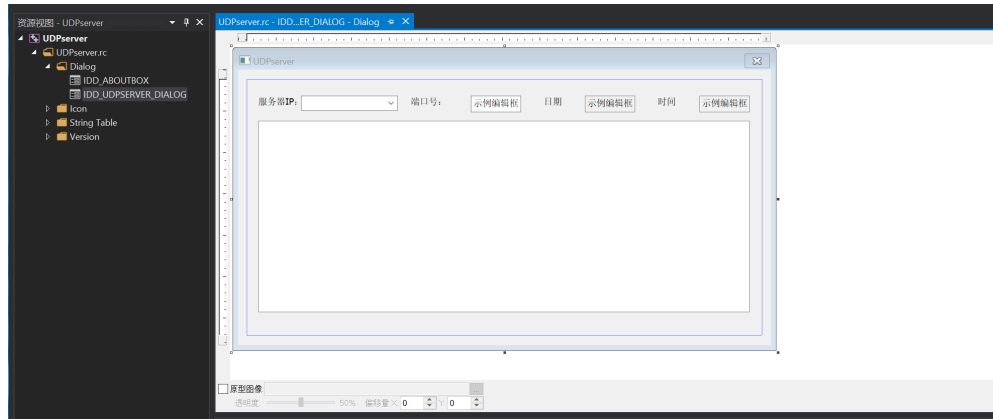 资源视图 - UDPserver
UDPserver.rc - IDD...ER_DIALOG - Dialog
UDPserver
UDPserver.rc
Dialog
IDD_ABOUTBOX
IDD_UDPSERVER_DIALOG
Icon
String Table
Version
UDPserver
服务器IP: 端口号: 示例编辑框 日期 示例编辑框 时间 示例编辑框
原型图像: ...
透明度: 50% 偏移量 X: 0 Y: 0